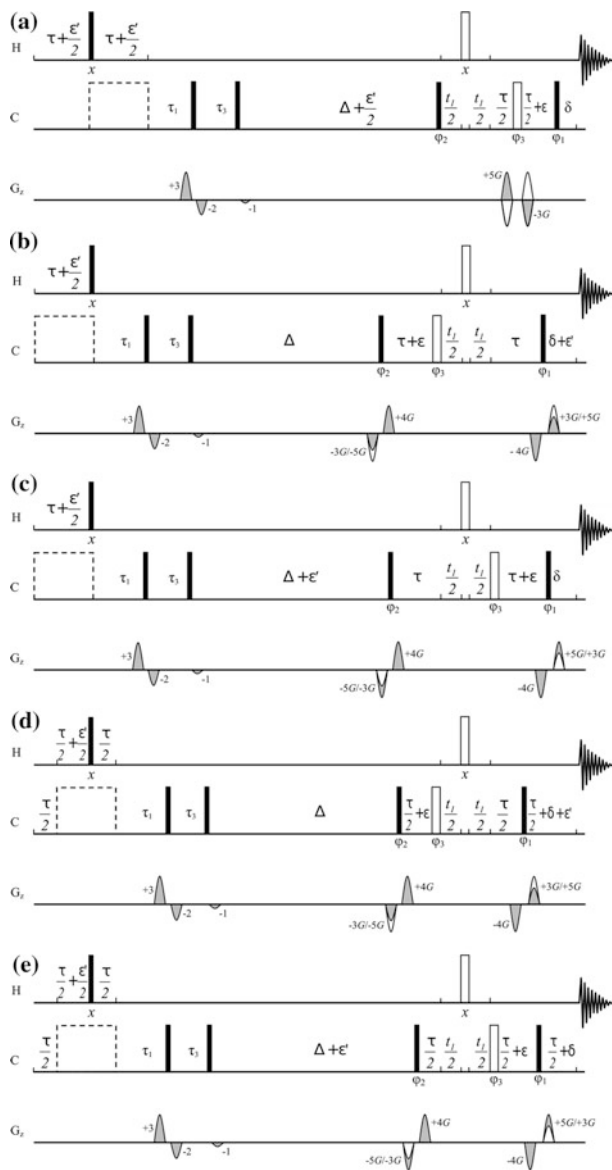 (a)
H τ+ε'/2 τ+ε'/2
x x
C τ1 τ3 Δ+ε'/2 t1/2 t1/2 τ/2 τ/2+ε δ
φ2 φ3 φ1
Gz +3 -2 -1 +5G -3G
(b)
H τ+ε'/2
x x
C τ1 τ3 Δ τ+ε t1/2 t1/2 τ δ+ε'
φ2 φ3 φ1
Gz +3 -2 -1 -3G/-5G +4G -4G +3G/+5G
(c)
H τ+ε'/2
x x
C τ1 τ3 Δ+ε' τ t1/2 t1/2 τ+ε δ
φ2 φ3 φ1
Gz +3 -2 -1 -5G/-3G +4G -4G +5G/+3G
(d)
H τ/2+ε'/2 τ/2
x x
C τ/2 τ1 τ3 Δ τ/2+ε t1/2 t1/2 τ/2 τ/2+δ+ε'
φ2 φ3 φ1
Gz +3 -2 -1 -3G/-5G +4G -4G +3G/+5G
(e)
H τ/2+ε'/2 τ/2
x x
C τ/2 τ1 τ3 Δ+ε' τ/2 t1/2 t1/2 τ/2+ε τ/2+δ
φ2 φ3 φ1
Gz +3 -2 -1 -5G/-3G +4G -4G +5G/+3G